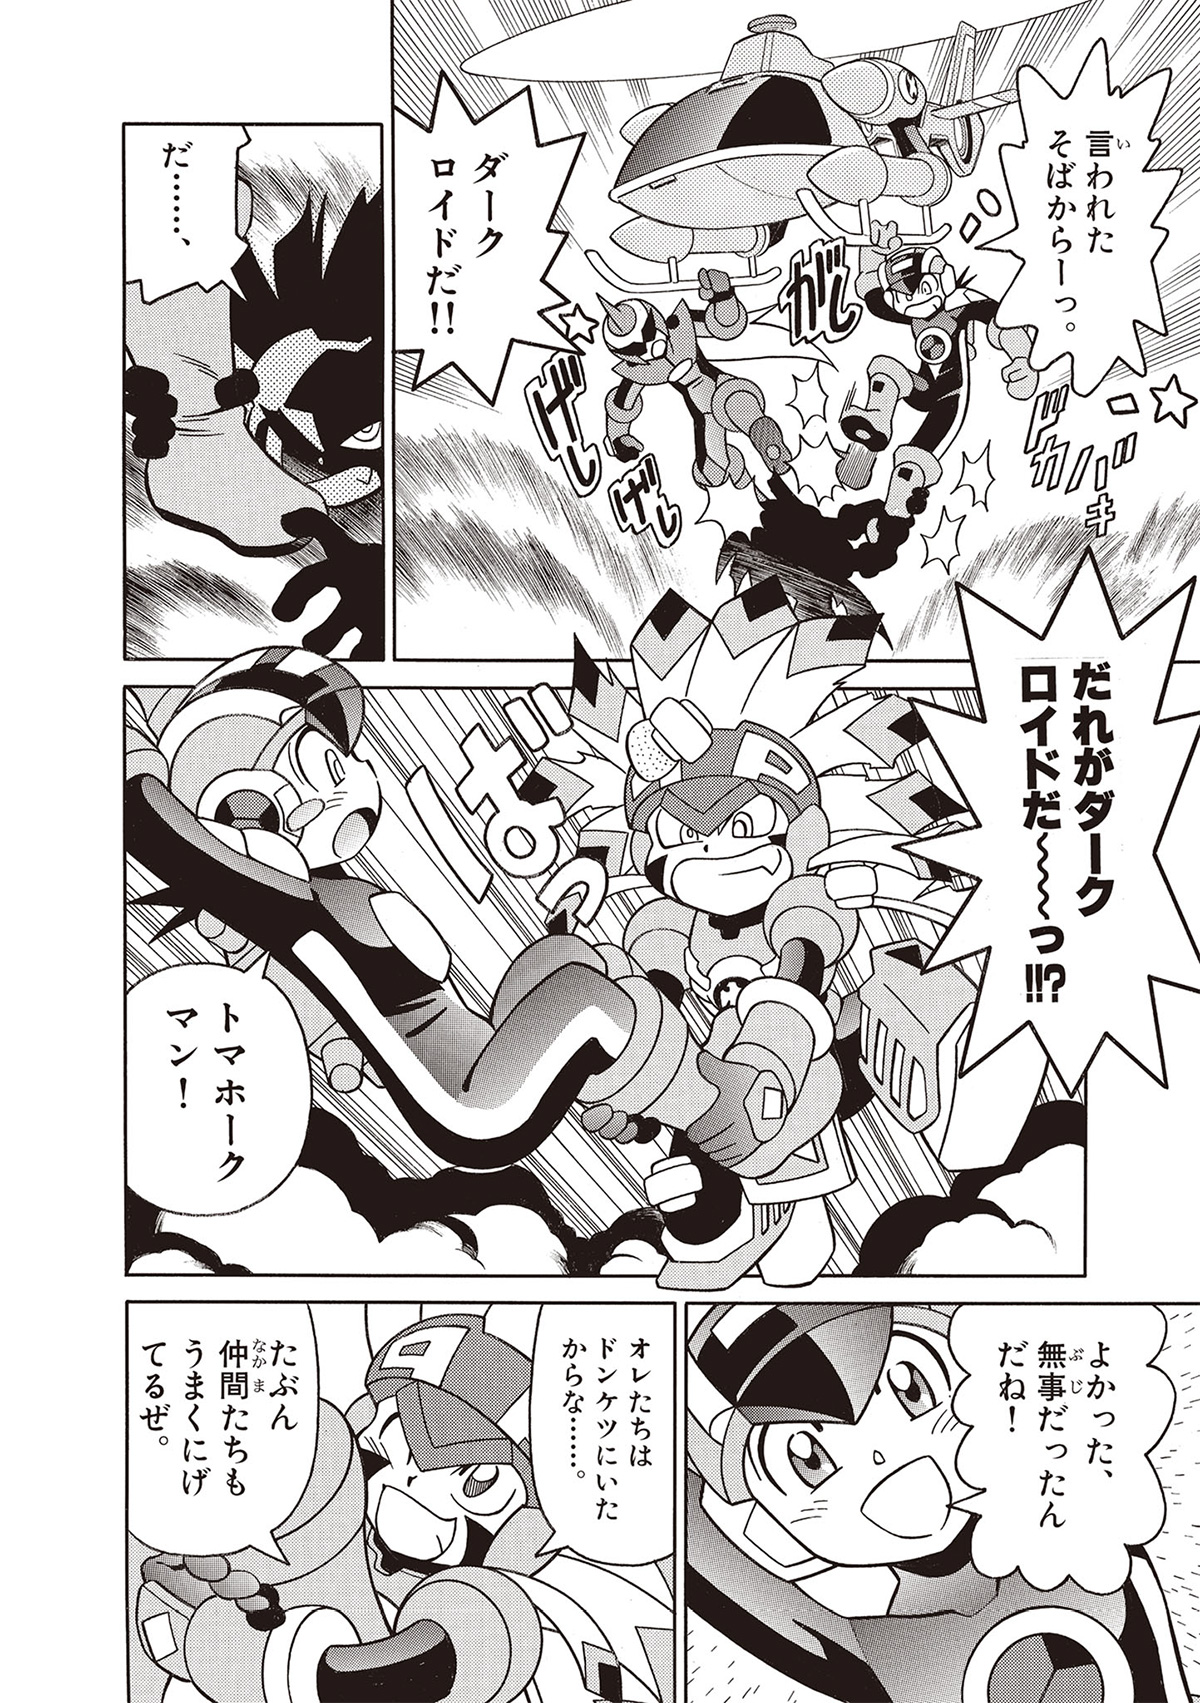 言われた
そばからーっ。
ダーク
ロイドだ!!
がし
げし
げし
ドカバキ
だ……、
だれがダーク
ロイドだ〜〜〜っ!!?
ばっ
トマホーク
マン!
よかった、
無事だったん
だね!
オレたちは
ドンケツにいた
からな……。
たぶん
仲間たちも
うまくにげ
てるぜ。